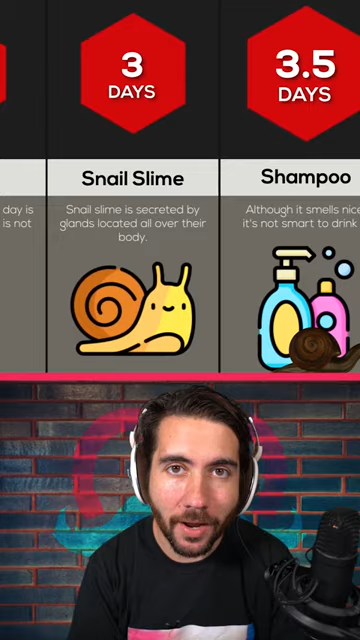 3
DAYS
3.5
DAYS
Snail Slime
Shampoo
day is
is not
Snail slime is secreted by
glands located all over their
body.
Although it smells nice
it's not smart to drink